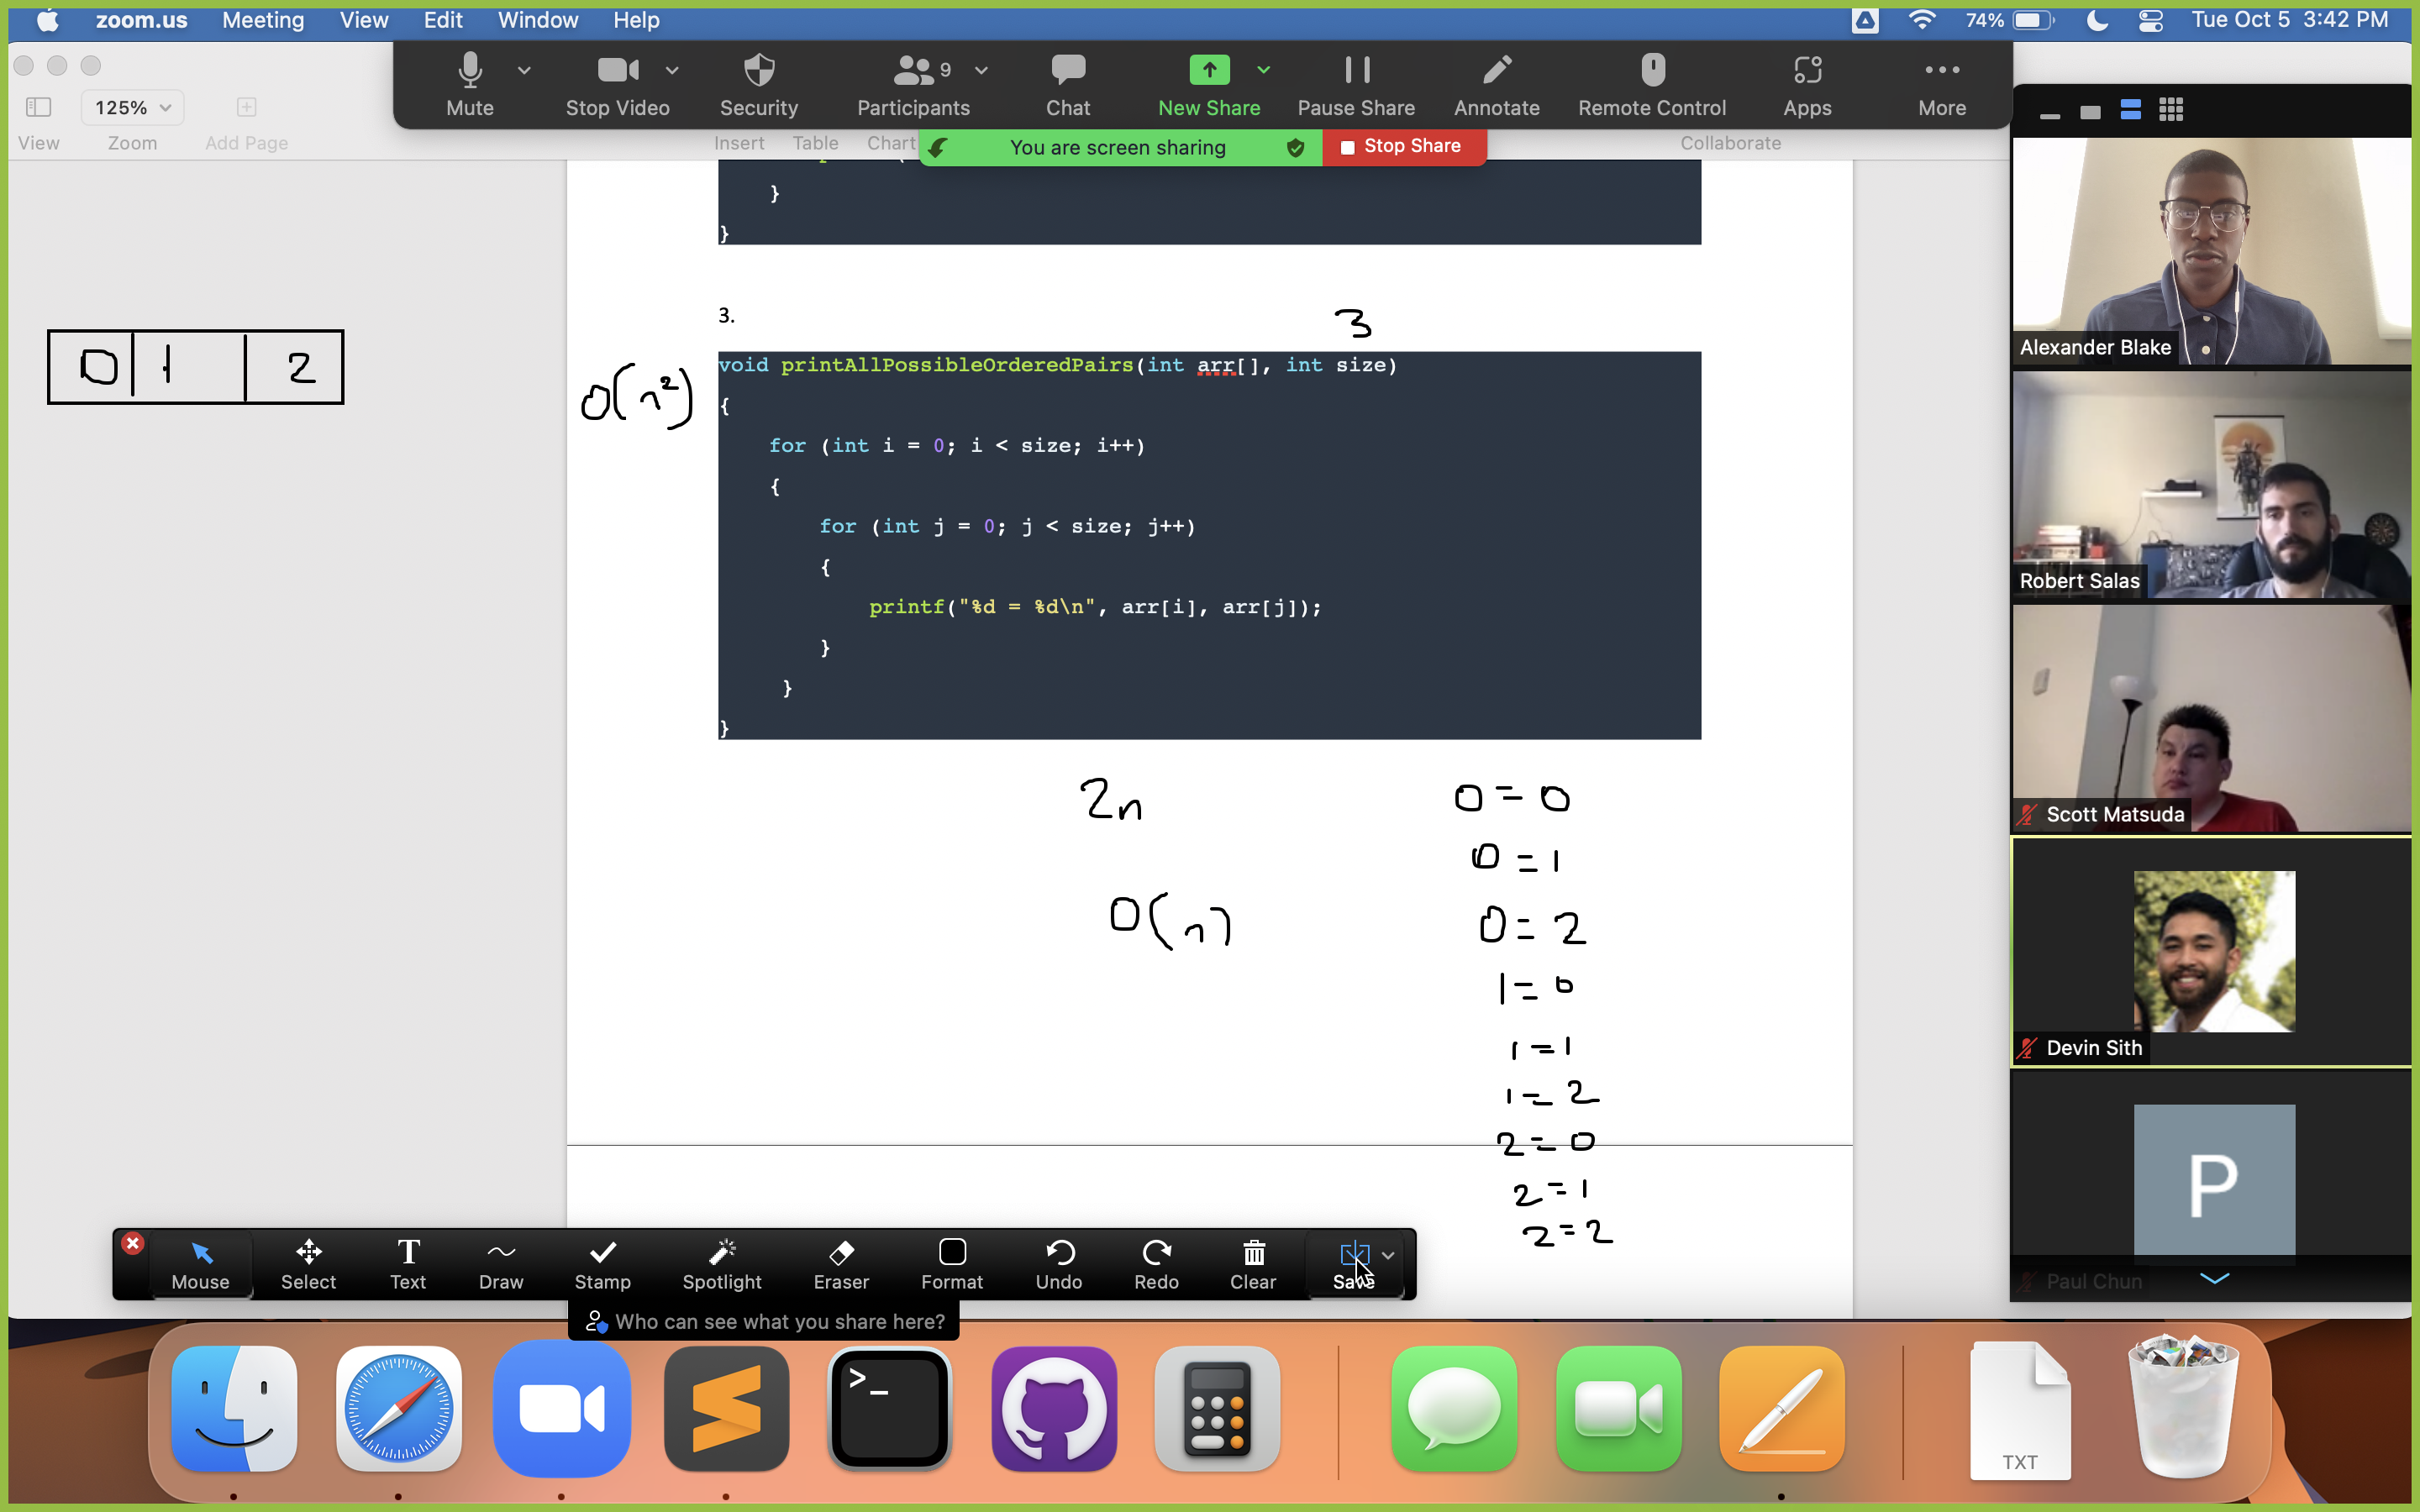 zoom.us Meeting View Edit Window Help 74% Tue Oct 5 3:42 PM
Mute Stop Video Security Participants 9 Chat New Share Pause Share Annotate Remote Control Apps More
125%
View Zoom Add Page Insert Table Chart Collaborate
You are screen sharing Stop Share
}
}
3.
3
0 1 2
O(n²)
void printAllPossibleOrderedPairs(int arr[], int size)
{
for (int i = 0; i < size; i++)
{
for (int j = 0; j < size; j++)
{
printf("%d = %d\n", arr[i], arr[j]);
}
}
}
2n
O(n)
0 = 0
0 = 1
0 = 2
1 = 0
1 = 1
1 = 2
2 = 0
2 = 1
2 = 2
Alexander Blake
Robert Salas
Scott Matsuda
Devin Sith
P
Paul Chun
Mouse Select Text Draw Stamp Spotlight Eraser Format Undo Redo Clear Save
Who can see what you share here?
>_
TXT